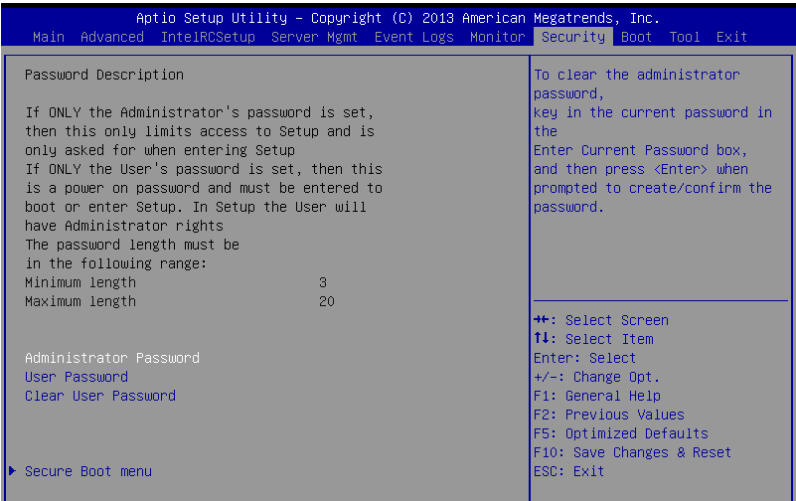 Aptio Setup Utility – Copyright (C) 2013 American Megatrends, Inc.
Main Advanced IntelRCSetup Server Mgmt Event Logs Monitor Security Boot Tool Exit
Password Description
If ONLY the Administrator's password is set,
then this only limits access to Setup and is
only asked for when entering Setup
If ONLY the User's password is set, then this
is a power on password and must be entered to
boot or enter Setup. In Setup the User will
have Administrator rights
The password length must be
in the following range:
Minimum length 3
Maximum length 20
Administrator Password
User Password
Clear User Password
Secure Boot menu
To clear the administrator
password,
key in the current password in
the
Enter Current Password box,
and then press <Enter> when
prompted to create/confirm the
password.
→←: Select Screen
↑↓: Select Item
Enter: Select
+/-: Change Opt.
F1: General Help
F2: Previous Values
F5: Optimized Defaults
F10: Save Changes & Reset
ESC: Exit